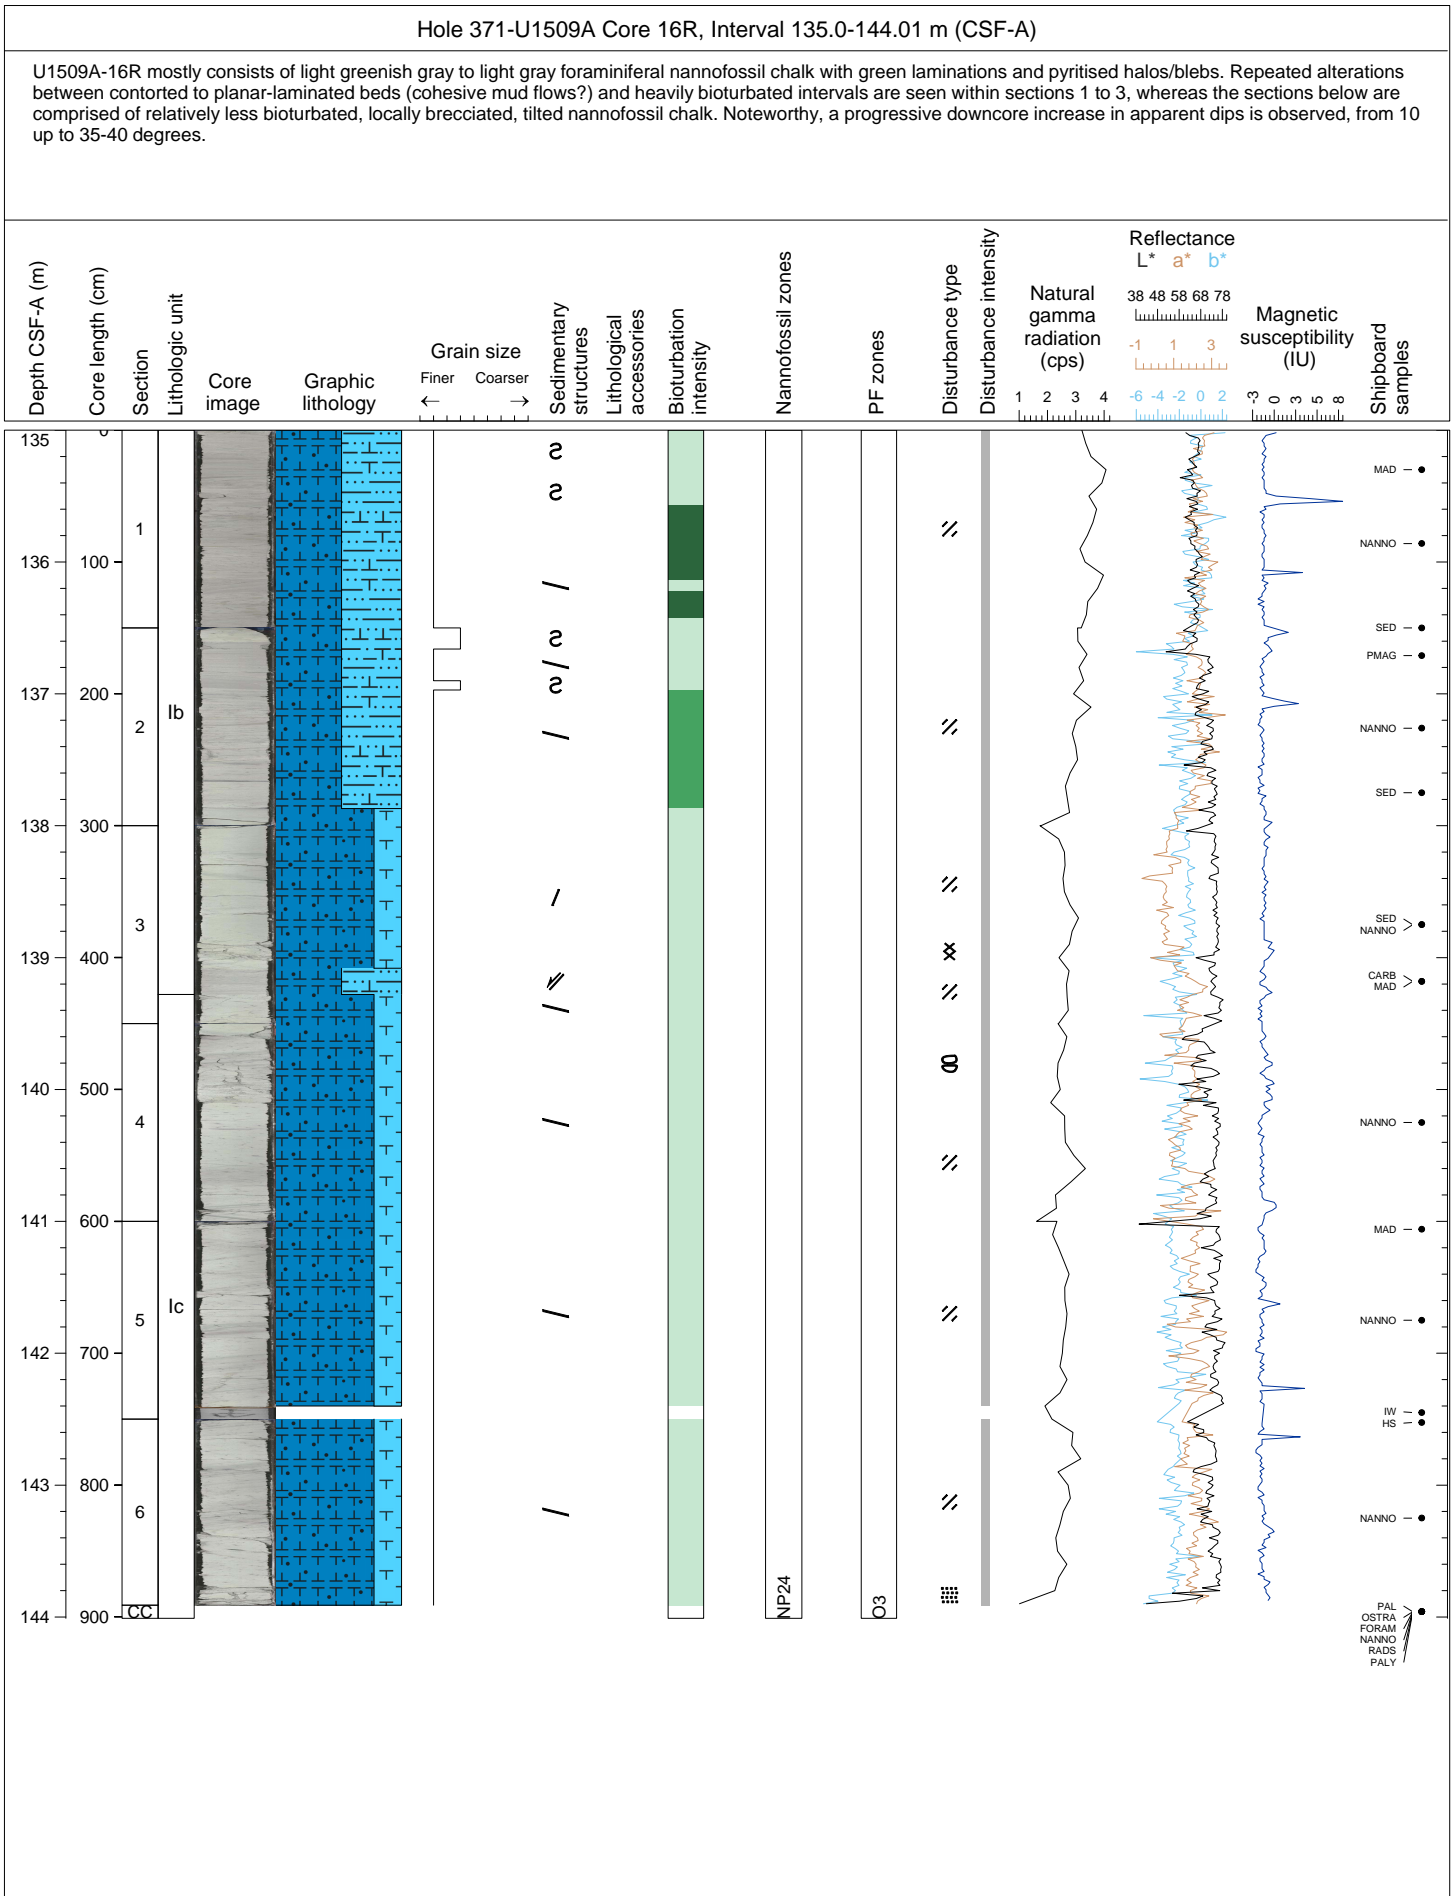 Hole 371-U1509A Core 16R, Interval 135.0-144.01 m (CSF-A)
U1509A-16R mostly consists of light greenish gray to light gray foraminiferal nannofossil chalk with green laminations and pyritised halos/blebs. Repeated alterations
between contorted to planar-laminated beds (cohesive mud flows?) and heavily bioturbated intervals are seen within sections 1 to 3, whereas the sections below are
comprised of relatively less bioturbated, locally brecciated, tilted nannofossil chalk. Noteworthy, a progressive downcore increase in apparent dips is observed, from 10
up to 35-40 degrees.
Depth CSF-A (m)
Core length (cm)
Section
Lithologic unit
Core
image
Graphic
lithology
Grain size
Finer Coarser
← →
Sedimentary
structures
Lithological
accessories
Bioturbation
intensity
Nannofossil zones
PF zones
Disturbance type
Disturbance intensity
Natural
gamma
radiation
(cps)
1 2 3 4
Reflectance
L* a* b*
38 48 58 68 78
-1 1 3
-6 -4 -2 0 2
Magnetic
susceptibility
(IU)
-3 0 3 5 8
Shipboard
samples
135
136
137
138
139
140
141
142
143
144
0
100
200
300
400
500
600
700
800
900
1
2
3
4
5
6
CC
Ib
Ic
NP24
O3
MAD
NANNO
SED
PMAG
NANNO
SED
SED
NANNO
CARB
MAD
NANNO
MAD
NANNO
IW
HS
NANNO
PAL
OSTRA
FORAM
NANNO
RADS
PALY